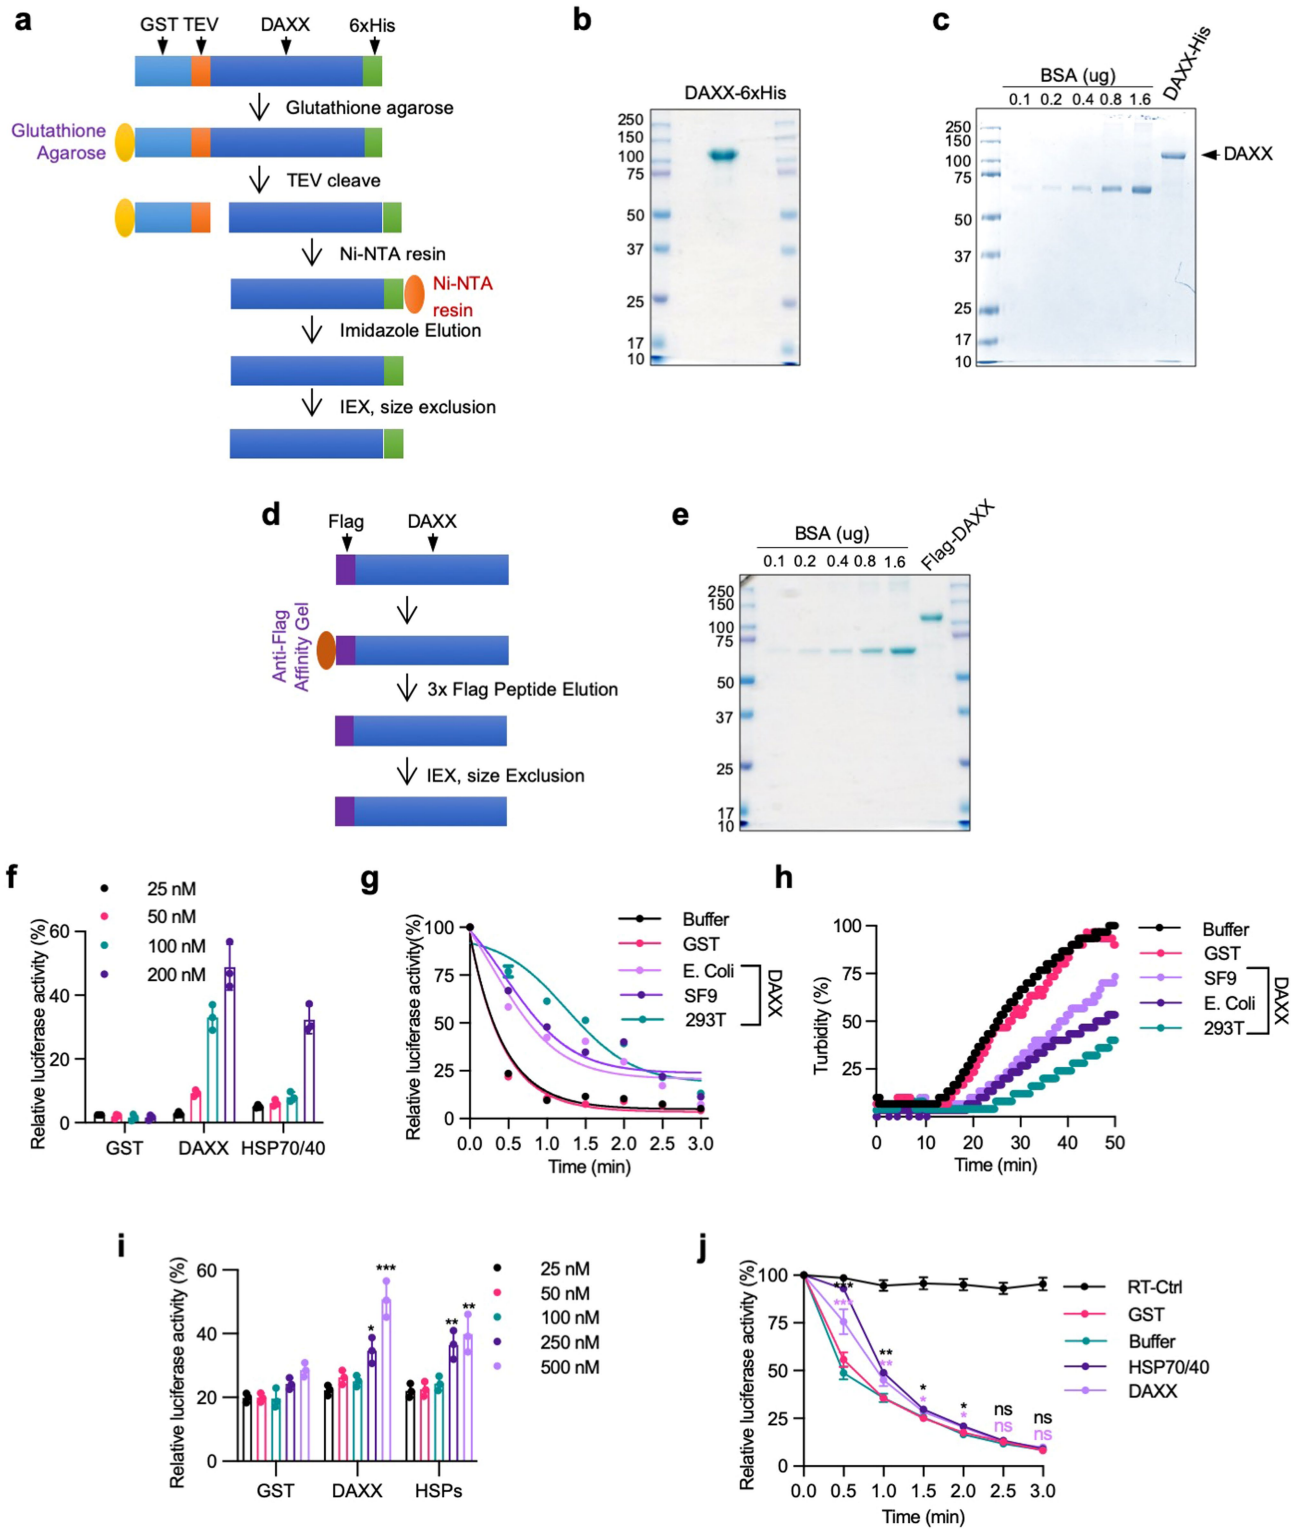 a
GST TEV DAXX 6xHis
Glutathione agarose
Glutathione
Agarose
TEV cleave
Ni-NTA resin
Ni-NTA
resin
Imidazole Elution
IEX, size exclusion
b
DAXX-6xHis
250
150
100
75
50
37
25
17
10
c
BSA (ug)
0.1 0.2 0.4 0.8 1.6
DAXX-His
250
150
100
75
50
37
25
17
10
DAXX
d
Flag DAXX
Anti-Flag
Affinity Gel
3x Flag Peptide Elution
IEX, size Exclusion
e
BSA (ug)
0.1 0.2 0.4 0.8 1.6
Flag-DAXX
250
150
100
75
50
37
25
17
10
f
25 nM
50 nM
100 nM
200 nM
Relative luciferase activity (%)
60
40
20
0
GST DAXX HSP70/40
g
Relative luciferase activity(%)
100
75
50
25
0
0.0 0.5 1.0 1.5 2.0 2.5 3.0
Time (min)
Buffer
GST
E. Coli
SF9
293T
DAXX
h
Turbidity (%)
100
75
50
25
0 10 20 30 40 50
Time (min)
Buffer
GST
SF9
E. Coli
293T
DAXX
i
Relative luciferase activity (%)
60
40
20
0
***
*
**
**
GST DAXX HSPs
25 nM
50 nM
100 nM
250 nM
500 nM
j
Relative luciferase activity (%)
100
75
50
25
0
***
***
**
**
*
*
*
*
ns
ns
ns
ns
0.0 0.5 1.0 1.5 2.0 2.5 3.0
Time (min)
RT-Ctrl
GST
Buffer
HSP70/40
DAXX